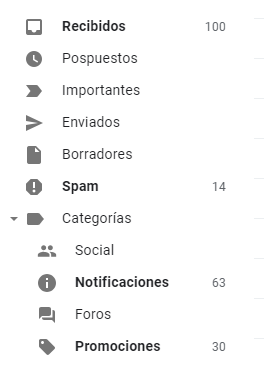 Recibidos 100
Pospuestos
Importantes
Enviados
Borradores
Spam 14
Categorías
Social
Notificaciones 63
Foros
Promociones 30